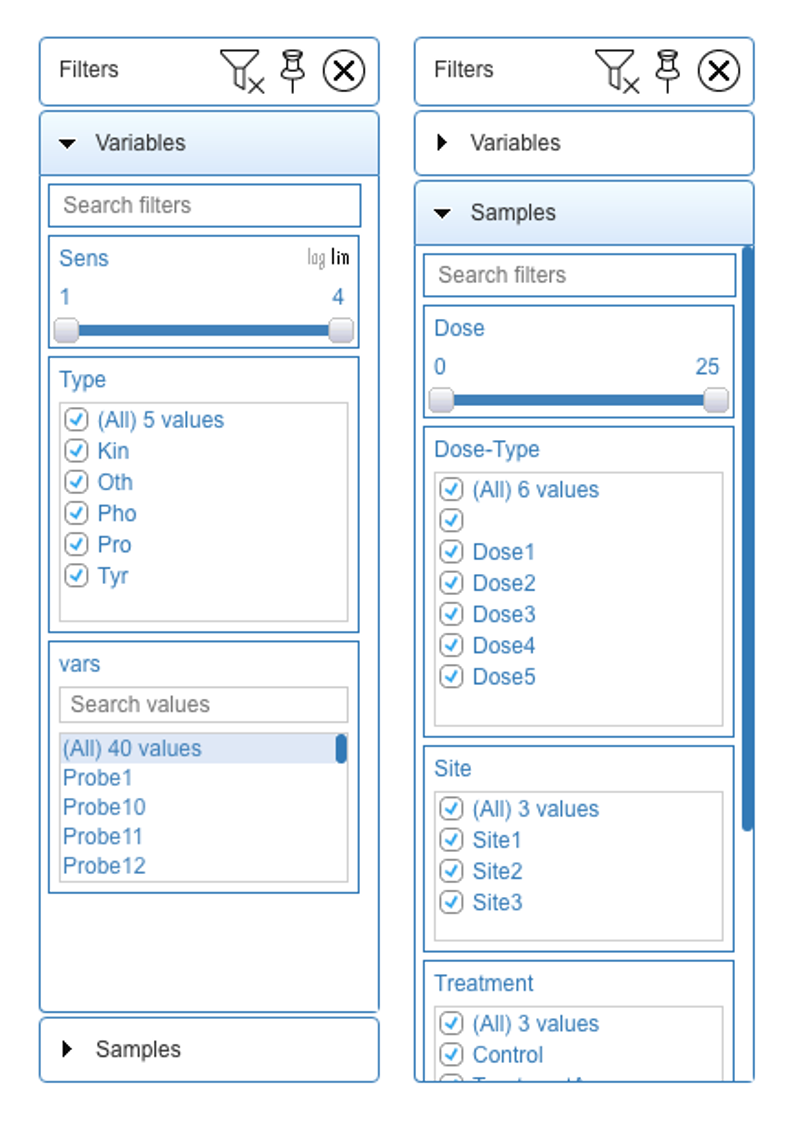 Filters
Variables
Search filters
Sens log lin
1 4
Type
(All) 5 values
Kin
Oth
Pho
Pro
Tyr
vars
Search values
(All) 40 values
Probe1
Probe10
Probe11
Probe12
Samples
Filters
Variables
Samples
Search filters
Dose
0 25
Dose-Type
(All) 6 values
Dose1
Dose2
Dose3
Dose4
Dose5
Site
(All) 3 values
Site1
Site2
Site3
Treatment
(All) 3 values
Control